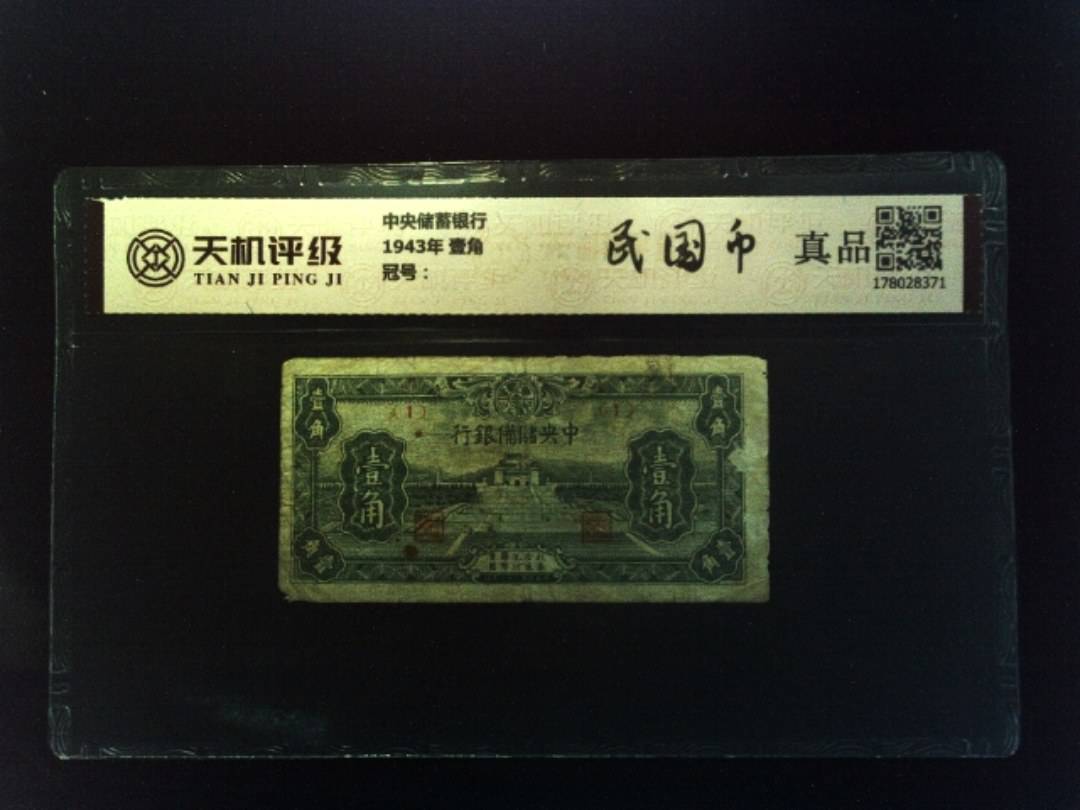 天机评级
TIAN JI PING JI
中央储蓄银行
1943年 壹角
冠号：
民国币
真品
178028371
壹角
(1)
(1)
壹角
行銀備儲央中
壹角
壹角
壹角
壹角